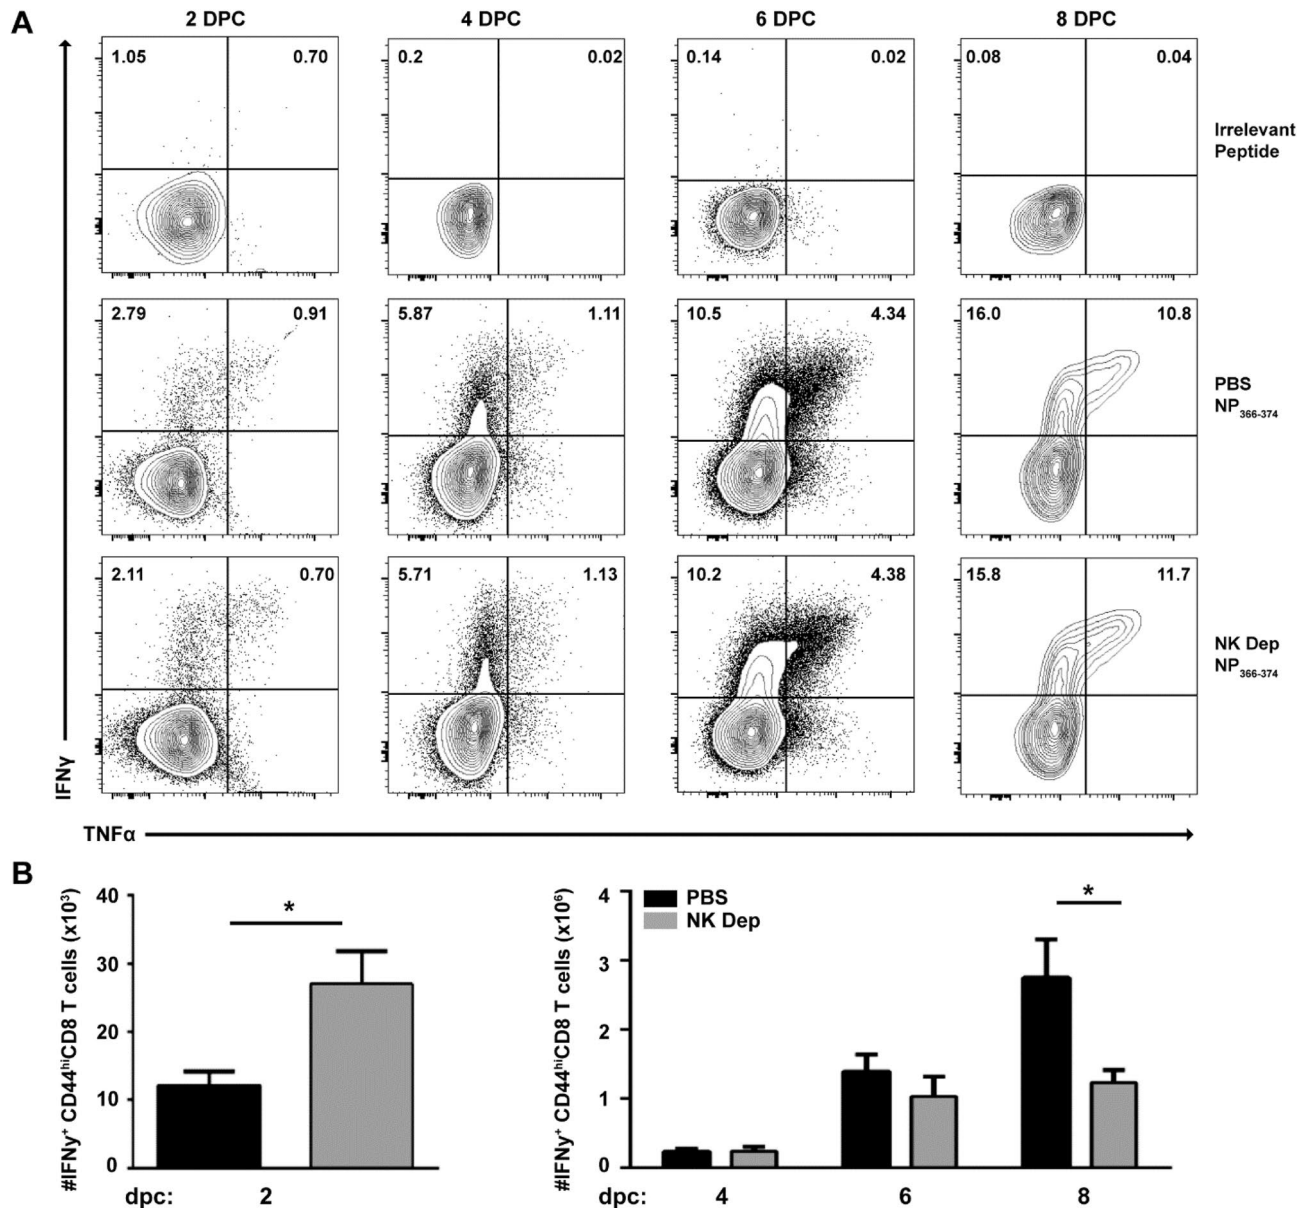 A
2 DPC 4 DPC 6 DPC 8 DPC
1.05 0.70 0.2 0.02 0.14 0.02 0.08 0.04
Irrelevant
Peptide
2.79 0.91 5.87 1.11 10.5 4.34 16.0 10.8
PBS
NP366-374
2.11 0.70 5.71 1.13 10.2 4.38 15.8 11.7
NK Dep
NP366-374
IFNγ
TNFα
B
#IFNy+ CD44hiCD8 T cells (x10³)
40
30
20
10
0
*
dpc: 2
#IFNy+ CD44hiCD8 T cells (x10⁶)
4
3
2
1
0
PBS
NK Dep
*
dpc: 4 6 8